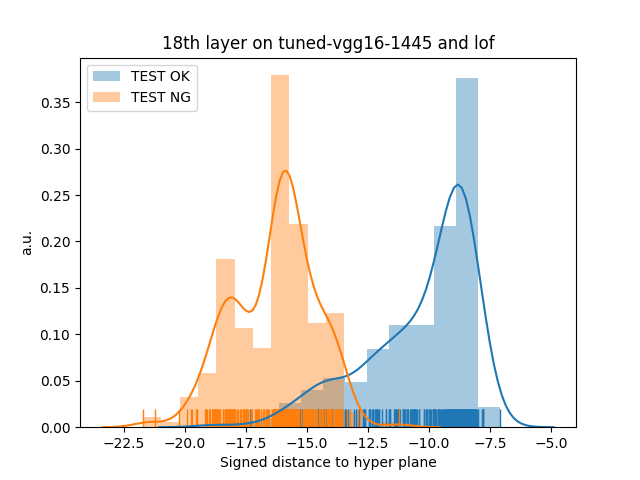 18th layer on tuned-vgg16-1445 and lof
TEST OK
TEST NG
a.u.
0.35
0.30
0.25
0.20
0.15
0.10
0.05
0.00
−22.5 −20.0 −17.5 −15.0 −12.5 −10.0 −7.5 −5.0
Signed distance to hyper plane